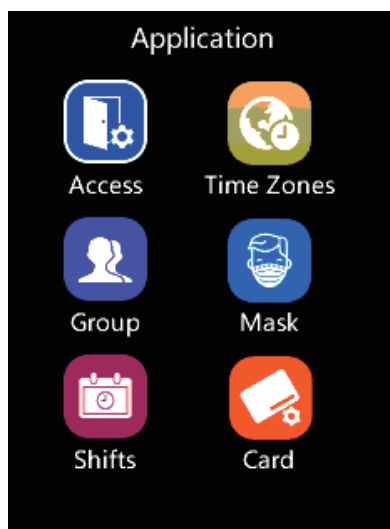 Application
Access
Time Zones
Group
Mask
Shifts
Card